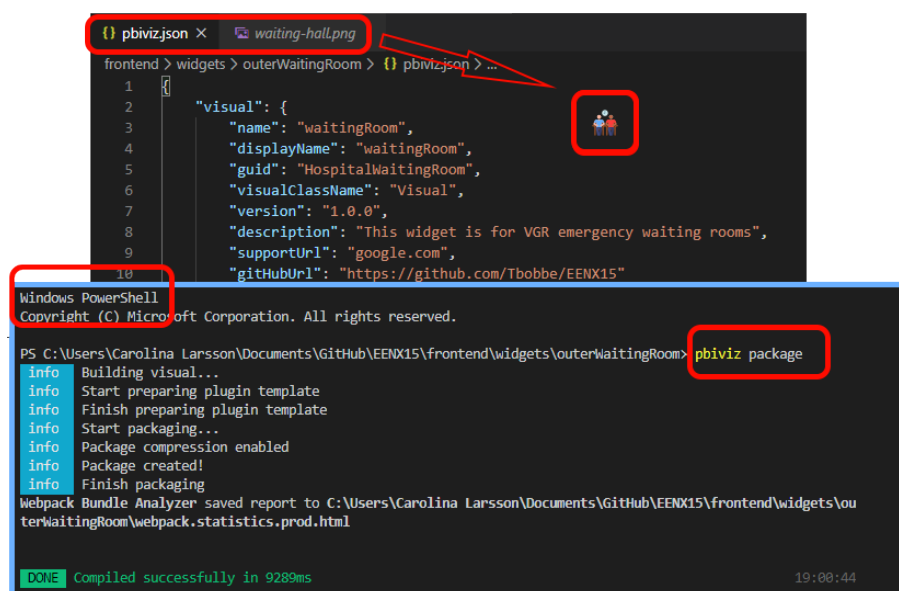 {} pbiviz.json × waiting-hall.png
frontend > widgets > outerWaitingRoom > {} pbiviz.json > ...
1 {
2 "visual": {
3 "name": "waitingRoom",
4 "displayName": "waitingRoom",
5 "guid": "HospitalWaitingRoom",
6 "visualClassName": "Visual",
7 "version": "1.0.0",
8 "description": "This widget is for VGR emergency waiting rooms",
9 "supportUrl": "google.com",
10 "gitHubUrl": "https://github.com/Tbobbe/EENX15"
Windows PowerShell
Copyright (C) Microsoft Corporation. All rights reserved.
PS C:\Users\Carolina Larsson\Documents\GitHub\EENX15\frontend\widgets\outerWaitingRoom> pbiviz package
info Building visual...
info Start preparing plugin template
info Finish preparing plugin template
info Start packaging...
info Package compression enabled
info Package created!
info Finish packaging
Webpack Bundle Analyzer saved report to C:\Users\Carolina Larsson\Documents\GitHub\EENX15\frontend\widgets\ou
terWaitingRoom\webpack.statistics.prod.html
DONE Compiled successfully in 9289ms 19:00:44